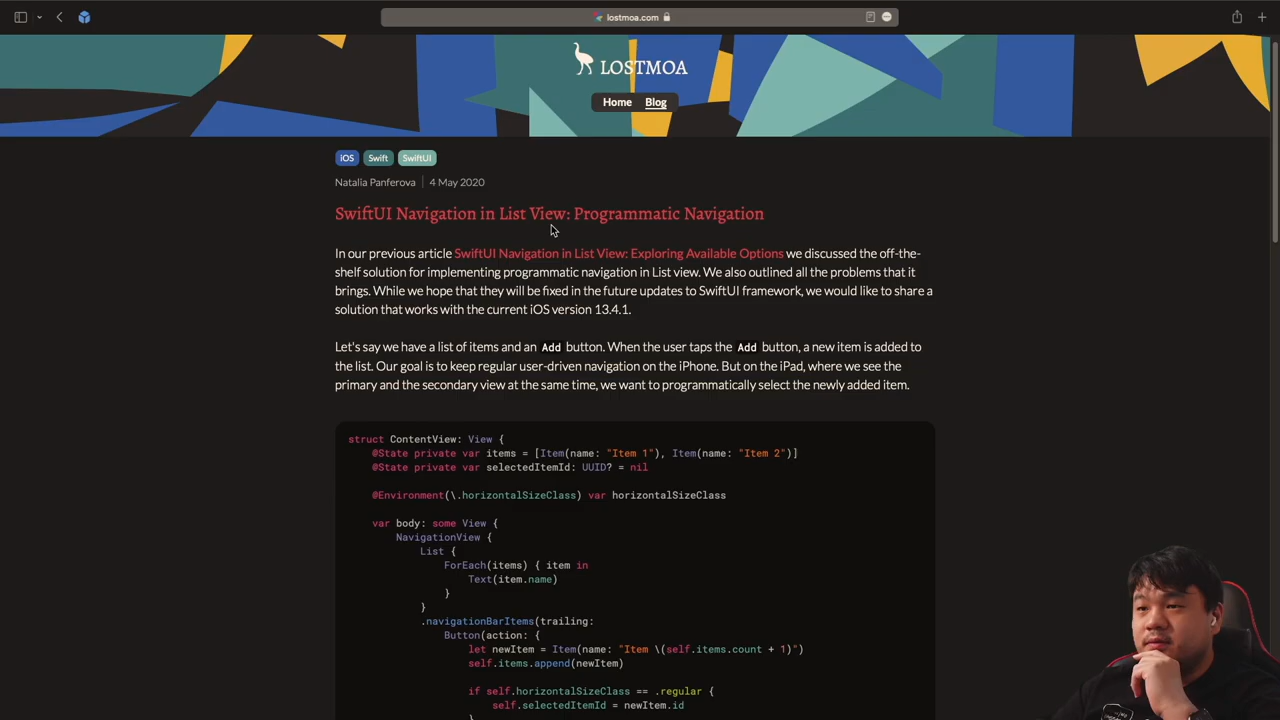 lostmoa.com
LOSTMOA
Home Blog
iOS Swift SwiftUI
Natalia Panferova 4 May 2020
SwiftUI Navigation in List View: Programmatic Navigation
In our previous article SwiftUI Navigation in List View: Exploring Available Options we discussed the off-the-
shelf solution for implementing programmatic navigation in List view. We also outlined all the problems that it
brings. While we hope that they will be fixed in the future updates to SwiftUI framework, we would like to share a
solution that works with the current iOS version 13.4.1.
Let's say we have a list of items and an Add button. When the user taps the Add button, a new item is added to
the list. Our goal is to keep regular user-driven navigation on the iPhone. But on the iPad, where we see the
primary and the secondary view at the same time, we want to programmatically select the newly added item.
struct ContentView: View {
@State private var items = [Item(name: "Item 1"), Item(name: "Item 2")]
@State private var selectedItemId: UUID? = nil
@Environment(\.horizontalSizeClass) var horizontalSizeClass
var body: some View {
NavigationView {
List {
ForEach(items) { item in
Text(item.name)
}
}
.navigationBarItems(trailing:
Button(action: {
let newItem = Item(name: "Item \(self.items.count + 1)")
self.items.append(newItem)
if self.horizontalSizeClass == .regular {
self.selectedItemId = newItem.id